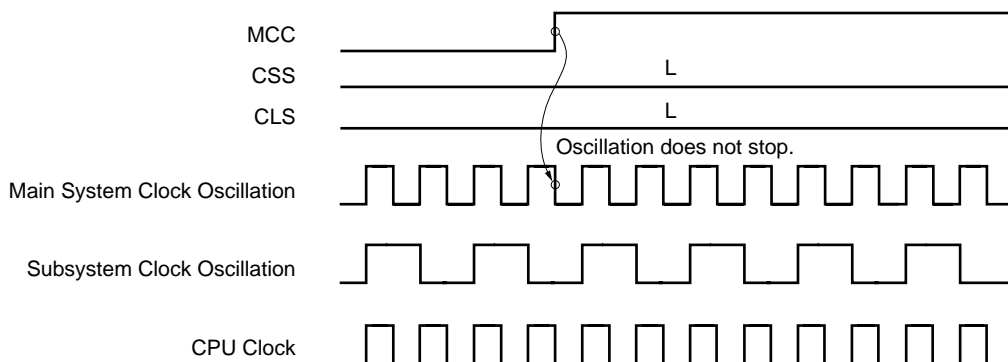 MCC
CSS
L
CLS
L
Oscillation does not stop.
Main System Clock Oscillation
Subsystem Clock Oscillation
CPU Clock